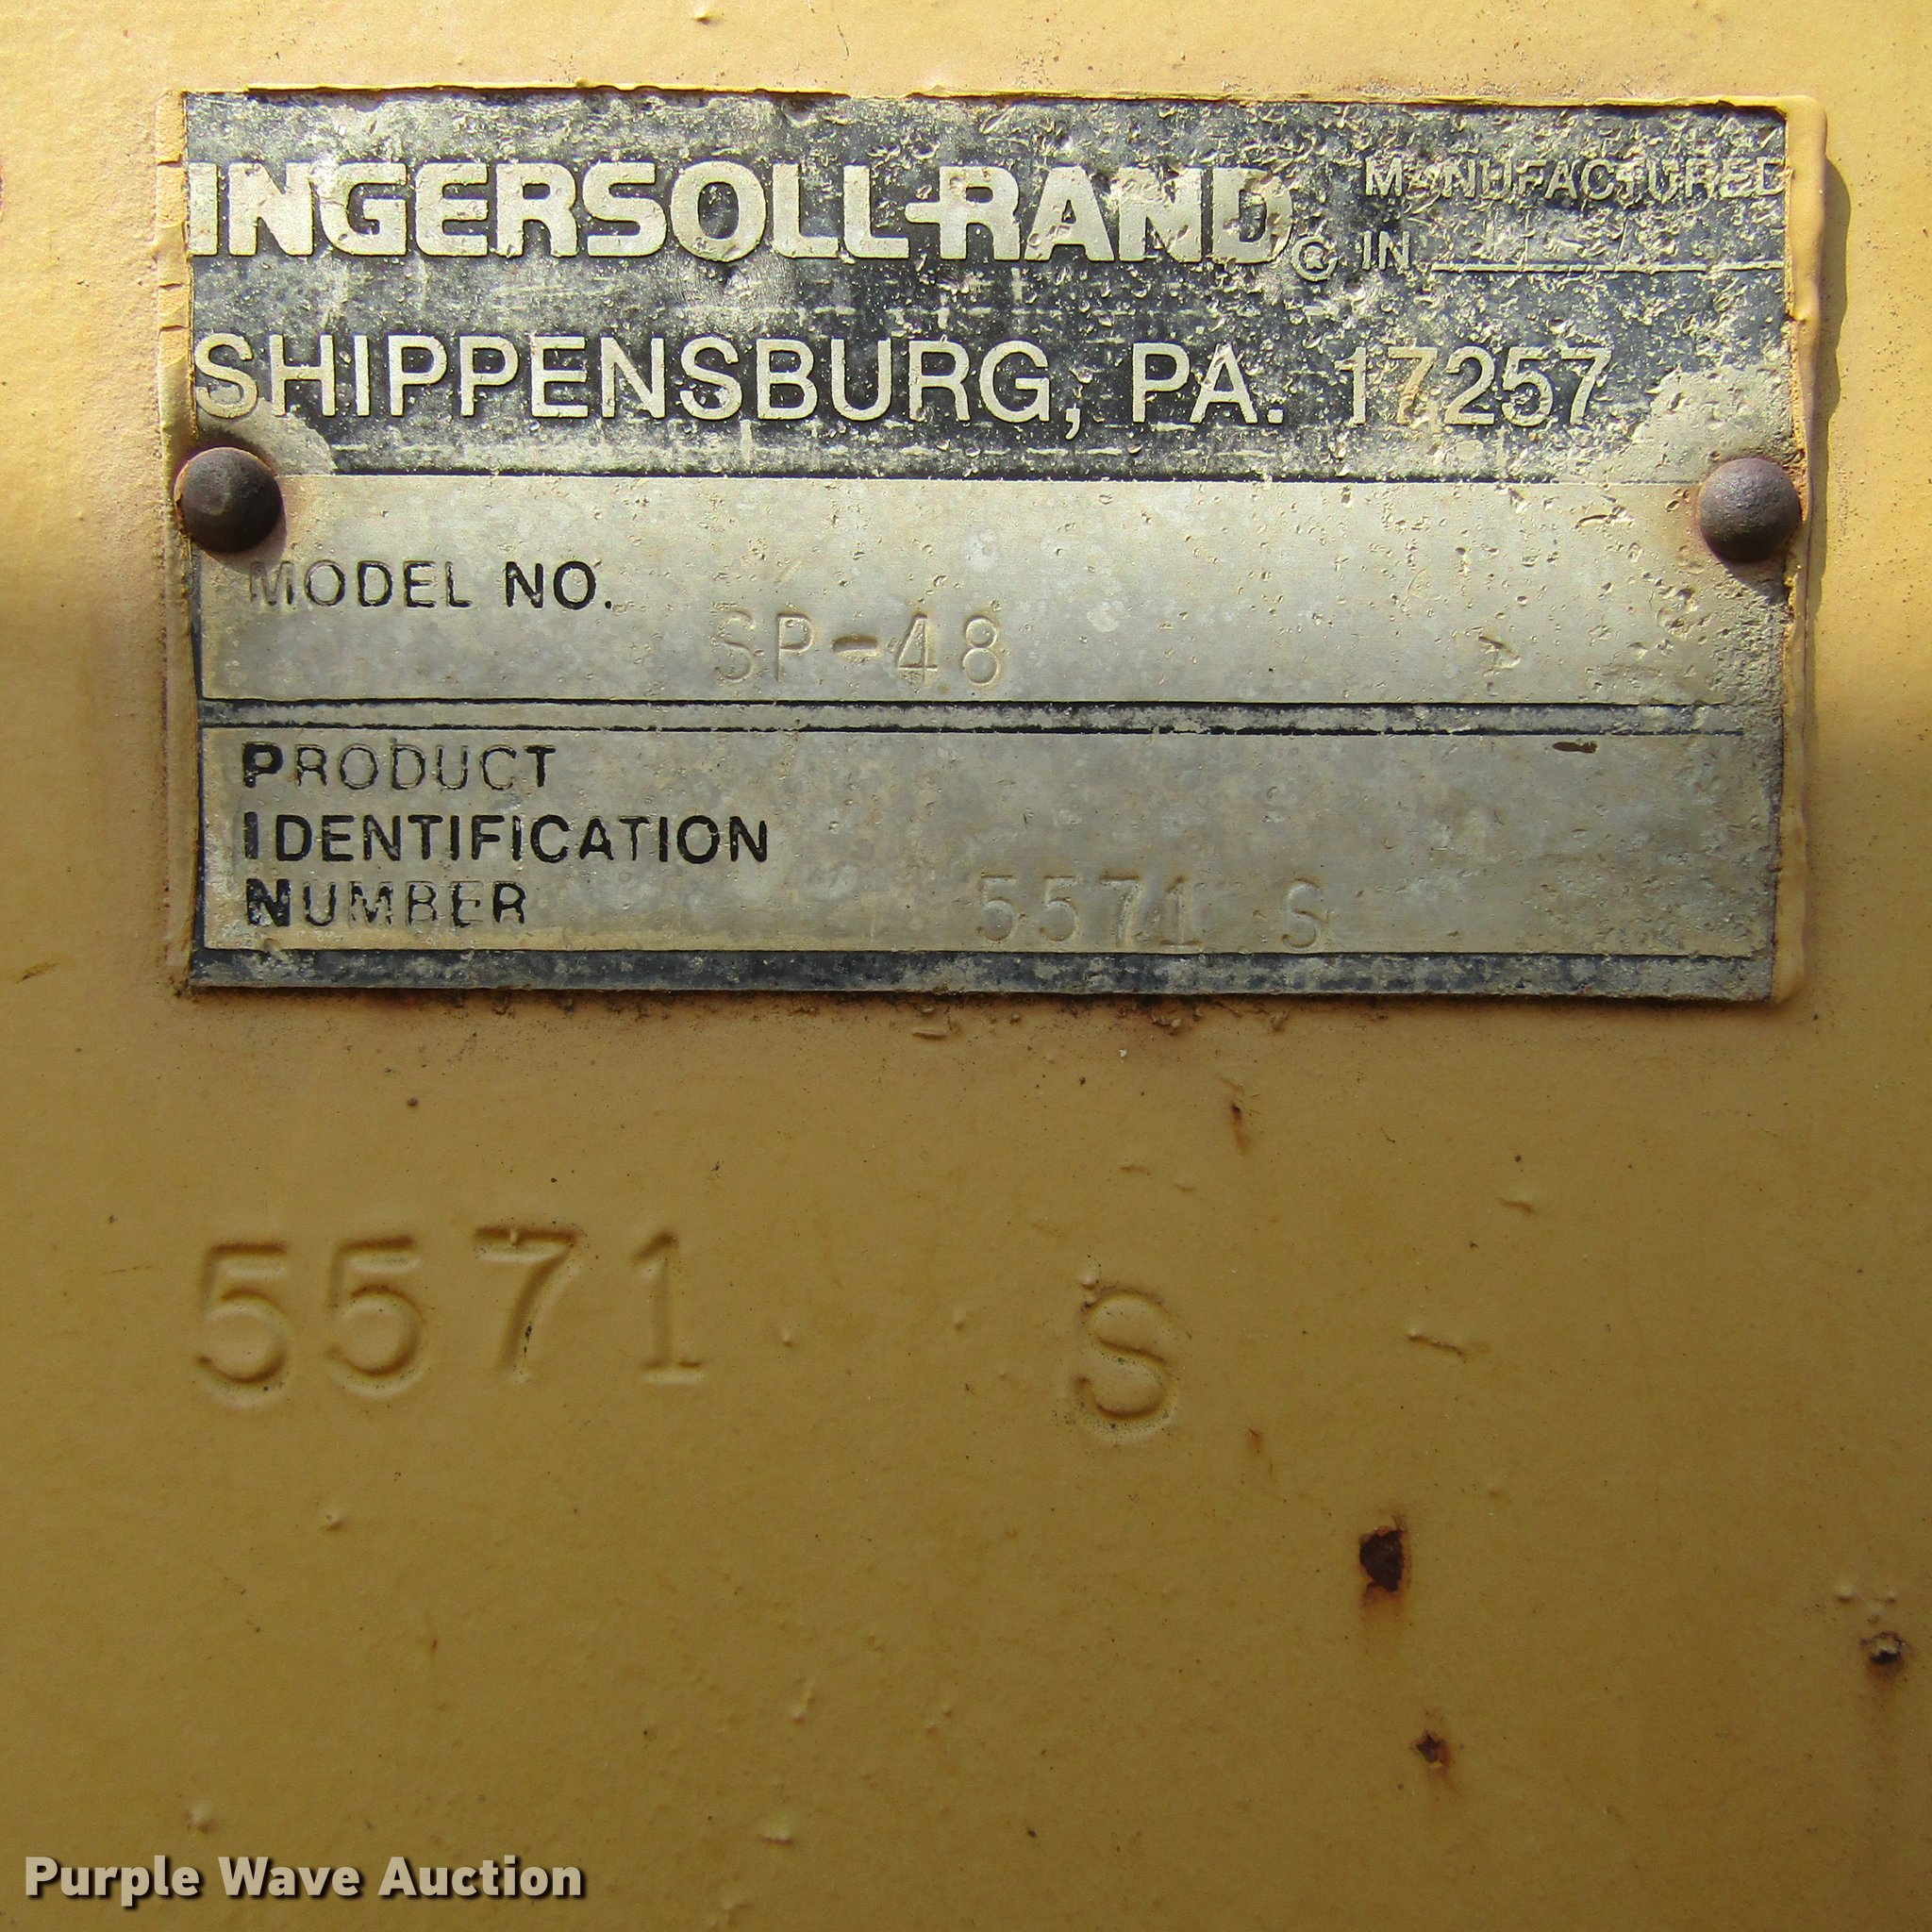 INGERSOLL-RAND® MANUFACTURED
IN
SHIPPENSBURG, PA. 17257
MODEL NO.
SP-48
PRODUCT
IDENTIFICATION
NUMBER
5571 S
5571 S
Purple Wave Auction